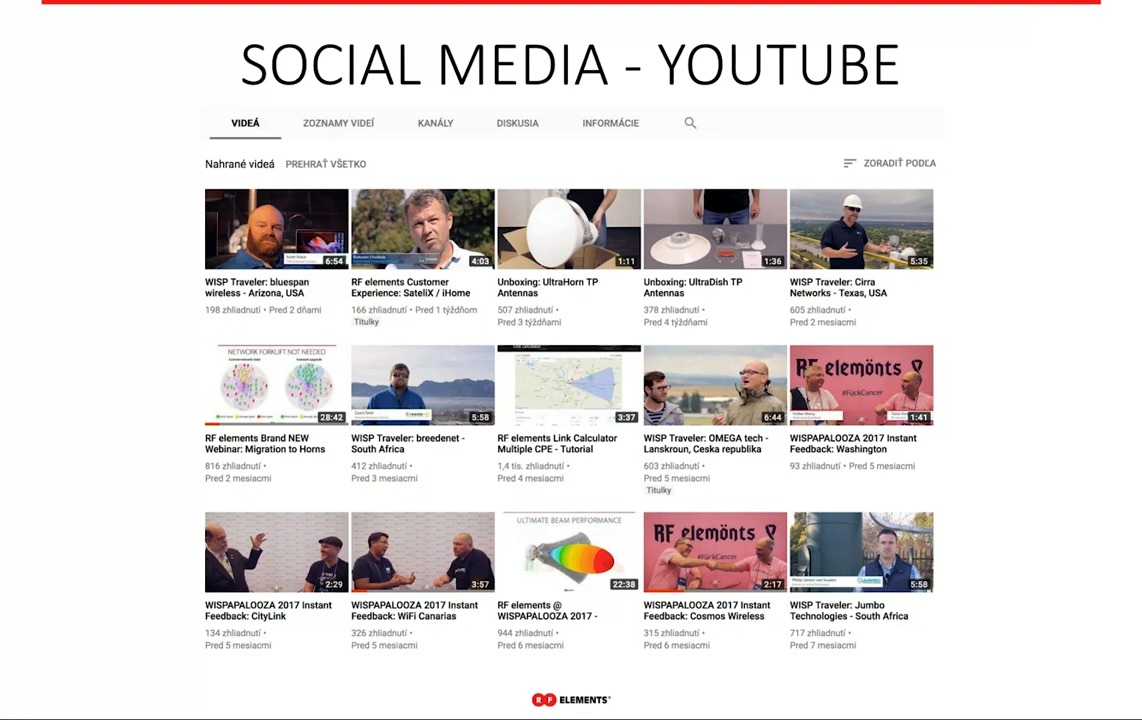 SOCIAL MEDIA - YOUTUBE
VIDEÁ ZOZNAMY VIDEÍ KANÁLY DISKUSIA INFORMÁCIE
Nahrané videá PREHRAŤ VŠETKO ZORADIŤ PODĽA
6:54 4:03 1:11 1:36 5:35
WISP Traveler: bluespan
wireless - Arizona, USA
198 zhliadnutí •
Pred 2 dňami
RF elements Customer
Experience: SateliX / iHome
166 zhliadnutí • Pred 1 týždňom
Titulky
Unboxing: UltraHorn TP
Antennas
507 zhliadnutí •
Pred 3 týždňami
Unboxing: UltraDish TP
Antennas
378 zhliadnutí •
Pred 4 týždňami
WISP Traveler: Cirra
Networks - Texas, USA
605 zhliadnutí •
Pred 2 mesiacmi
NETWORK FORKLIFT NOT NEEDED
28:42 5:58 3:37 6:44
RF elemönts
#FückCancer
1:41
RF elements Brand NEW
Webinar: Migration to Horns
816 zhliadnutí •
Pred 2 mesiacmi
WISP Traveler: breedenet -
South Africa
412 zhliadnutí •
Pred 3 mesiacmi
RF elements Link Calculator
Multiple CPE - Tutorial
1,4 tis. zhliadnutí •
Pred 4 mesiacmi
WISP Traveler: OMEGA tech -
Lanskroun, Ceska republika
603 zhliadnutí •
Pred 5 mesiacmi
Titulky
WISPAPALOOZA 2017 Instant
Feedback: Washington
93 zhliadnutí • Pred 5 mesiacmi
2:29 3:57
ULTIMATE BEAM PERFORMANCE
22:38
RF elemönts
#FückCancer
2:17 5:58
WISPAPALOOZA 2017 Instant
Feedback: CityLink
134 zhliadnutí •
Pred 5 mesiacmi
WISPAPALOOZA 2017 Instant
Feedback: WiFi Canarias
326 zhliadnutí •
Pred 5 mesiacmi
RF elements @
WISPAPALOOZA 2017 -
944 zhliadnutí •
Pred 6 mesiacmi
WISPAPALOOZA 2017 Instant
Feedback: Cosmos Wireless
315 zhliadnutí •
Pred 6 mesiacmi
WISP Traveler: Jumbo
Technologies - South Africa
717 zhliadnutí •
Pred 7 mesiacmi
RF ELEMENTS